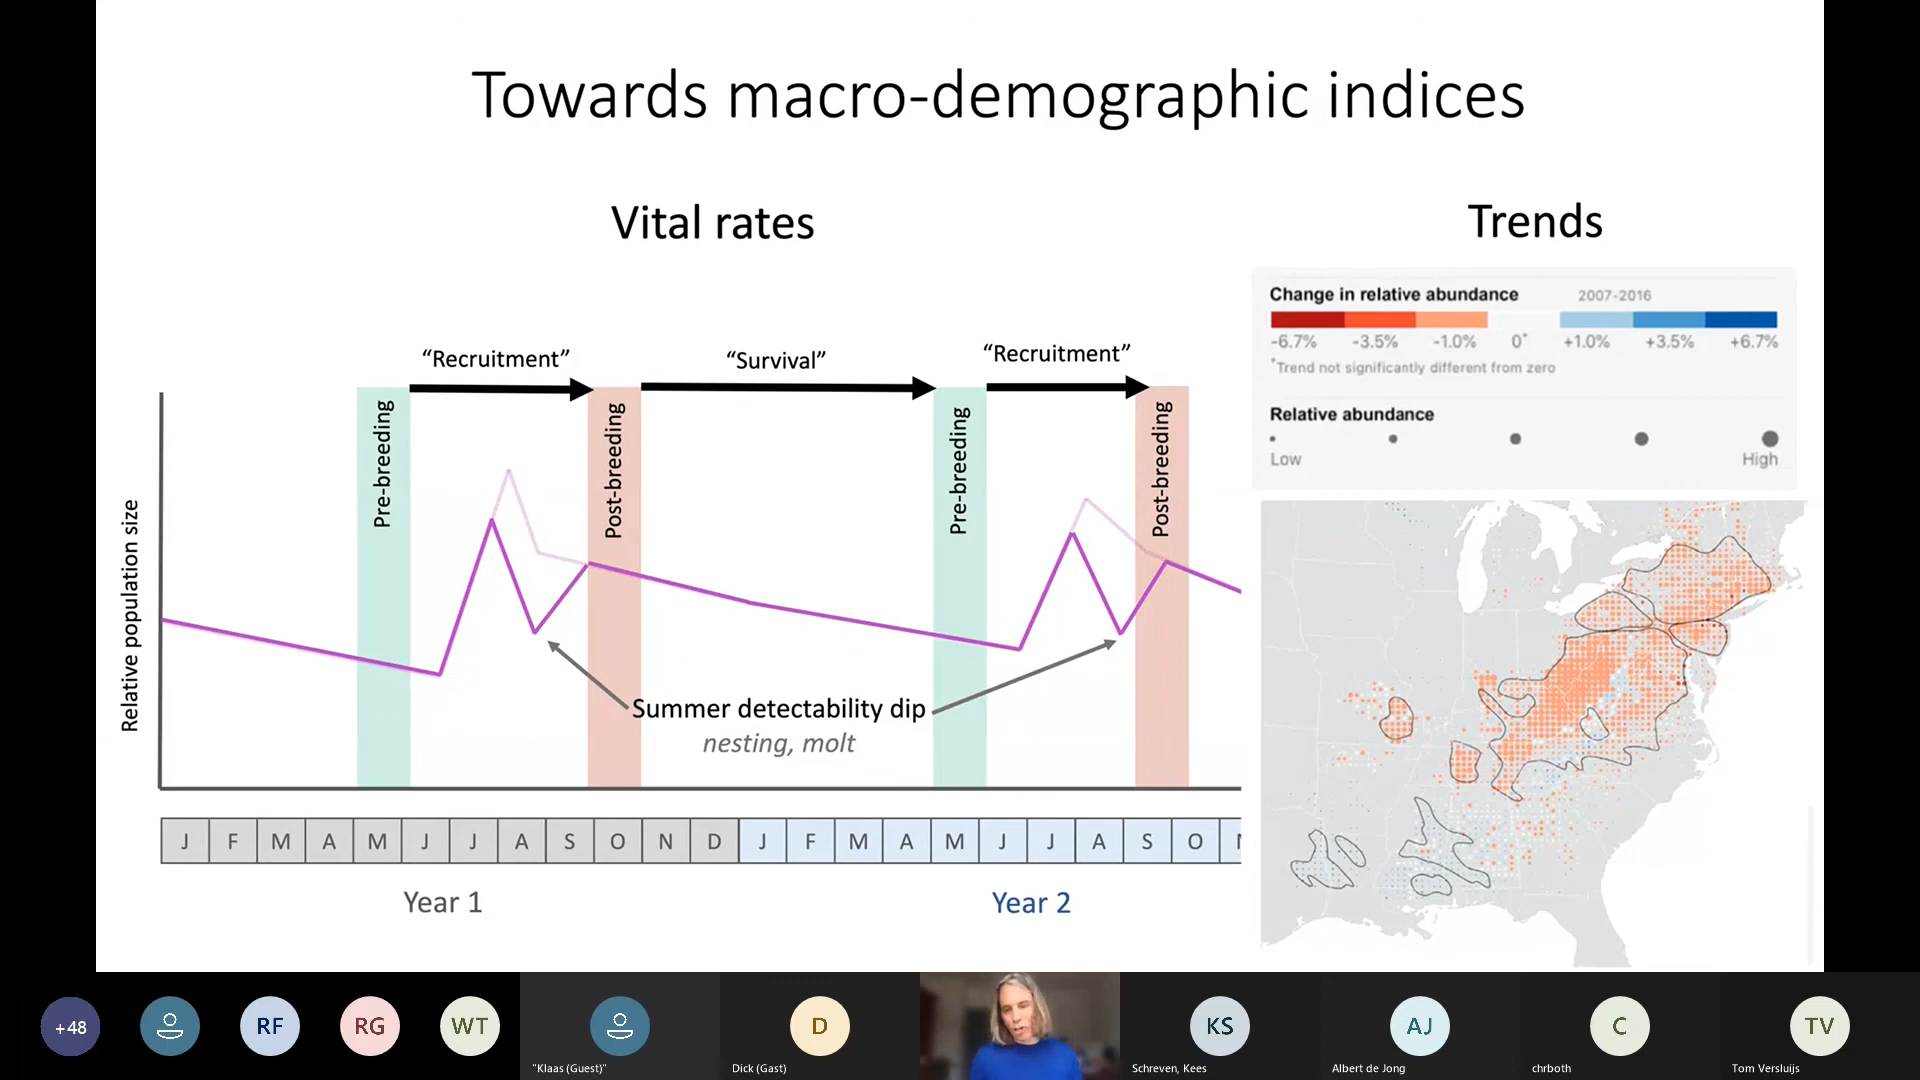 Towards macro-demographic indices
Vital rates
Trends
“Recruitment”
“Survival”
“Recruitment”
Relative population size
Pre-breeding
Post-breeding
Pre-breeding
Post-breeding
Summer detectability dip
nesting, molt
J F M A M J J A S O N D J F M A M J J A S O
Year 1
Year 2
Change in relative abundance 2007-2016
-6.7% -3.5% -1.0% 0* +1.0% +3.5% +6.7%
*Trend not significantly different from zero
Relative abundance
Low High
+48 RF RG WT D KS AJ C TV
"Klaas (Guest)" Dick (Gast) Schreven, Kees Albert de Jong chrboth Tom Versluijs